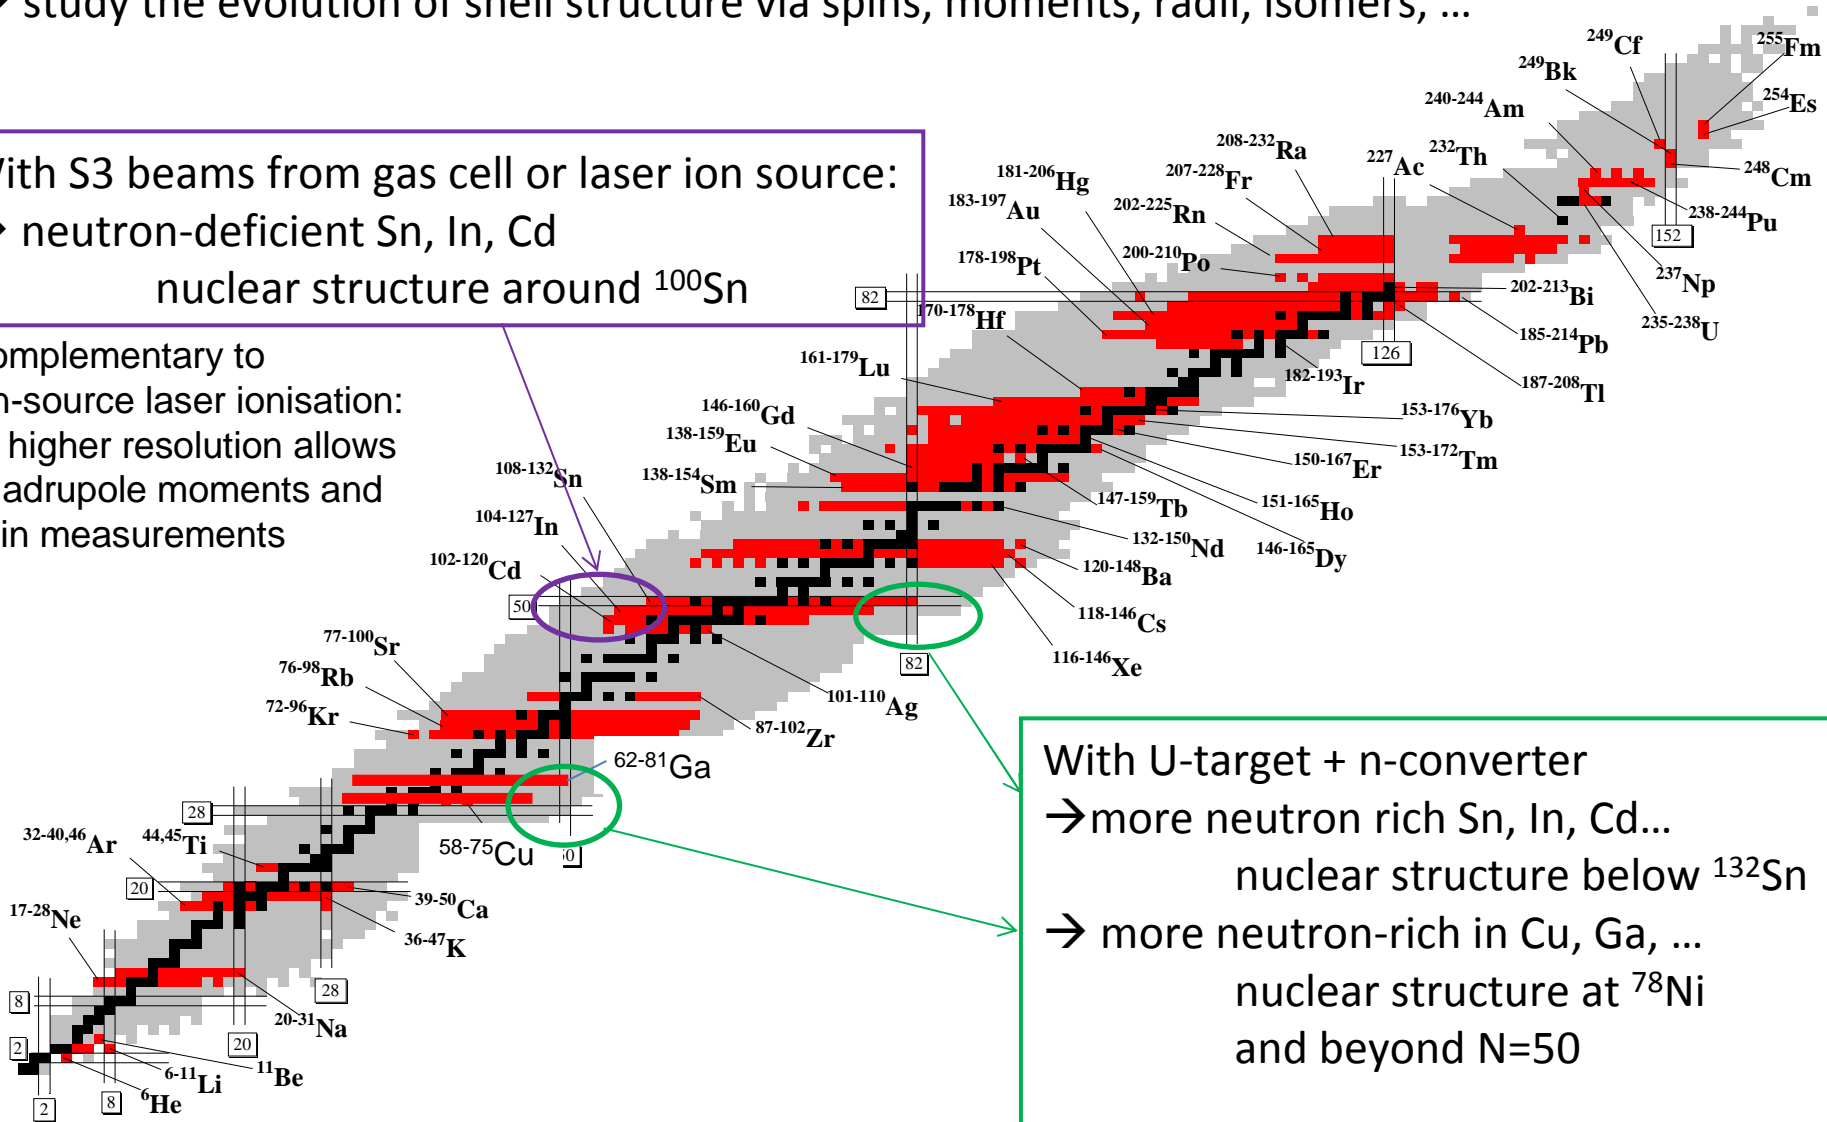 study the evolution of shell structure via spins, moments, radii, isomers, ...
With S3 beams from gas cell or laser ion source:
neutron-deficient Sn, In, Cd
nuclear structure around ¹⁰⁰Sn
omplementary to
n-source laser ionisation:
higher resolution allows
adrupole moments and
in measurements
²⁴⁹Cf
²⁵⁵Fm
²⁴⁹Bk
²⁵⁴Es
²⁴⁰⁻²⁴⁴Am
²⁰⁸⁻²³²Ra
²³²Th
²²⁷Ac
²⁴⁸Cm
²⁰⁷⁻²²⁸Fr
¹⁸¹⁻²⁰⁶Hg
¹⁸³⁻¹⁹⁷Au
²⁰²⁻²²⁵Rn
²³⁸⁻²⁴⁴Pu
152
²⁰⁰⁻²¹⁰Po
¹⁷⁸⁻¹⁹⁸Pt
²³⁷Np
²⁰²⁻²¹³Bi
82
¹⁷⁰⁻¹⁷⁸Hf
²³⁵⁻²³⁸U
¹⁸⁵⁻²¹⁴Pb
126
¹⁶¹⁻¹⁷⁹Lu
¹⁸²⁻¹⁹³Ir
¹⁸⁷⁻²⁰⁸Tl
¹⁴⁶⁻¹⁶⁰Gd
¹⁵³⁻¹⁷⁶Yb
¹³⁸⁻¹⁵⁹Eu
¹⁵³⁻¹⁷²Tm
¹⁵⁰⁻¹⁶⁷Er
¹⁰⁸⁻¹³²Sn
¹³⁸⁻¹⁵⁴Sm
¹⁴⁷⁻¹⁵⁹Tb
¹⁵¹⁻¹⁶⁵Ho
¹⁰⁴⁻¹²⁷In
¹³²⁻¹⁵⁰Nd
¹⁴⁶⁻¹⁶⁵Dy
¹⁰²⁻¹²⁰Cd
¹²⁰⁻¹⁴⁸Ba
50
¹¹⁸⁻¹⁴⁶Cs
⁷⁷⁻¹⁰⁰Sr
82
¹¹⁶⁻¹⁴⁶Xe
⁷⁶⁻⁹⁸Rb
¹⁰¹⁻¹¹⁰Ag
⁷²⁻⁹⁶Kr
⁸⁷⁻¹⁰²Zr
⁶²⁻⁸¹Ga
28
³²⁻⁴⁰,⁴⁶Ar
⁴⁴,⁴⁵Ti
⁵⁸⁻⁷⁵Cu
50
20
³⁹⁻⁵⁰Ca
¹⁷⁻²⁸Ne
³⁶⁻⁴⁷K
28
8
²⁰⁻³¹Na
20
2
¹¹Be
⁶⁻¹¹Li
⁶He
8
2
With U-target + n-converter
→more neutron rich Sn, In, Cd...
nuclear structure below ¹³²Sn
→ more neutron-rich in Cu, Ga, ...
nuclear structure at ⁷⁸Ni
and beyond N=50